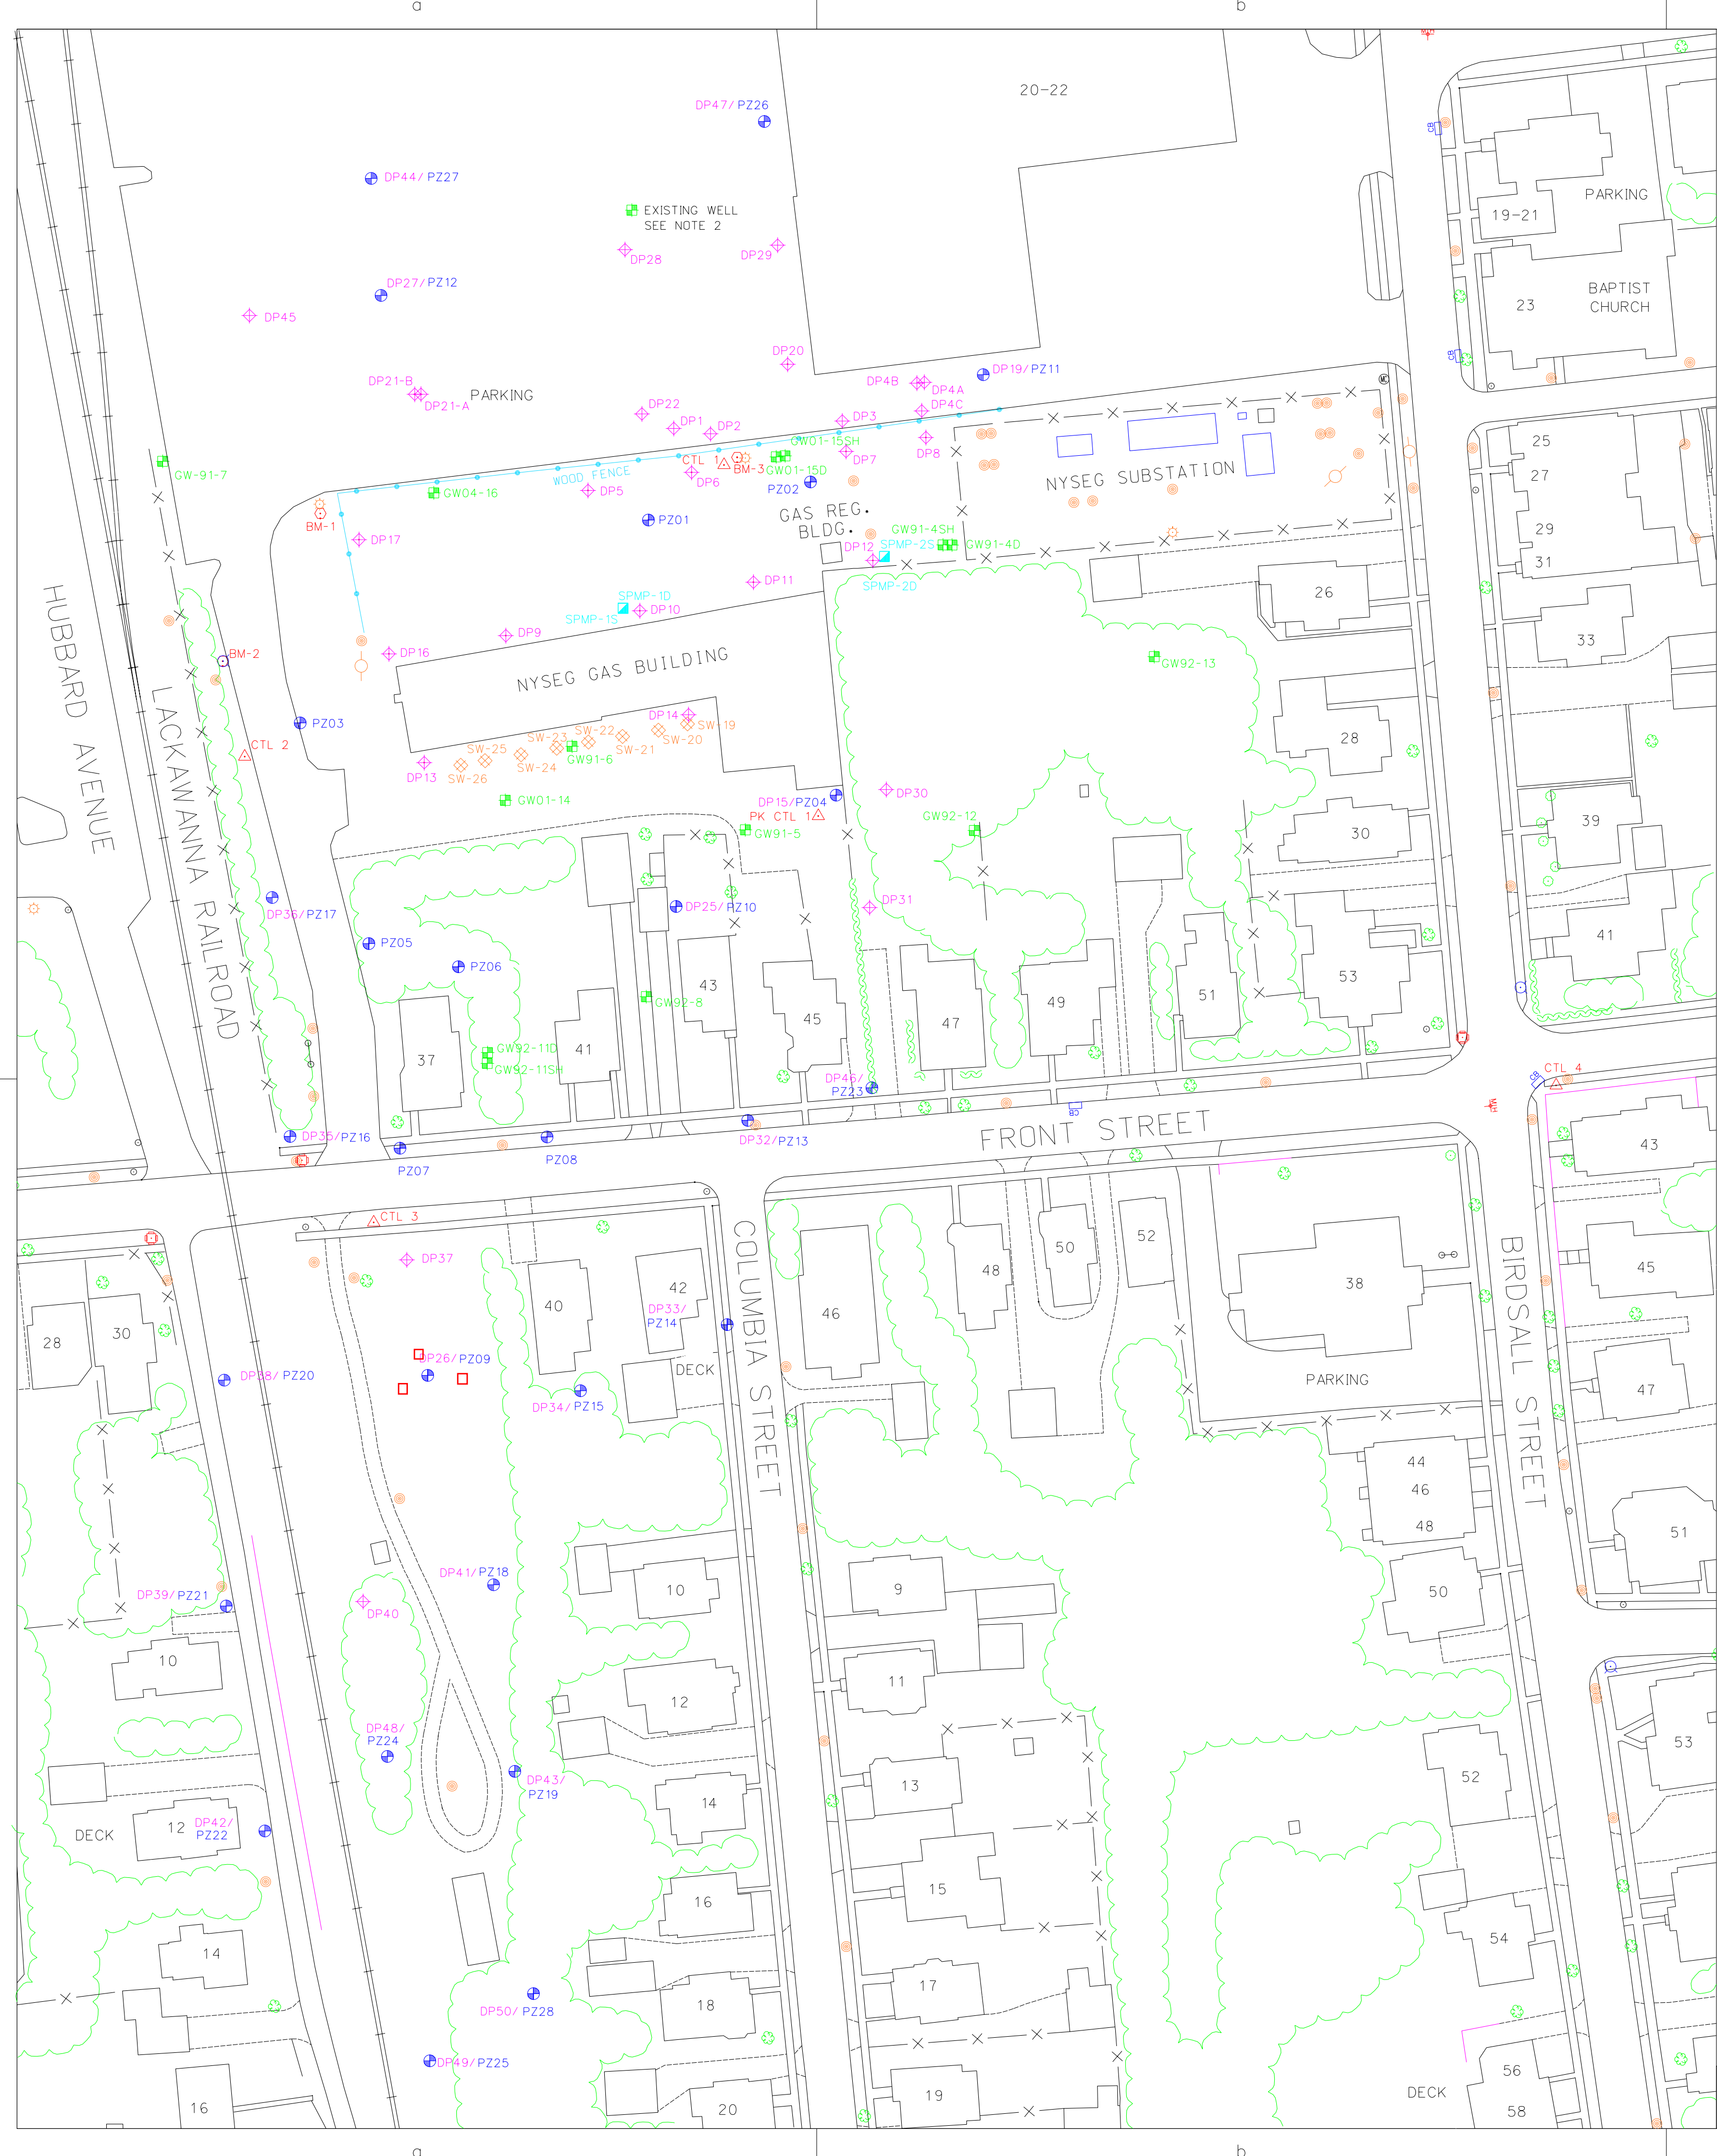 a
b
MH
20-22
DP47/ PZ26
CB
PARKING
DP44/ PZ27
EXISTING WELL
SEE NOTE 2
19-21
DP28
DP29
DP27/ PZ12
BAPTIST
CHURCH
23
DP45
CB
DP20
DP19/ PZ11
DP21-B
DP21-A
PARKING
DP4B
DP4A
DP4C
DP22
DP1
DP2
DP3
GW01-15SH
DP8
25
GW-91-7
CTL 1
BM-3
GW01-15D
DP7
WOOD FENCE
DP6
PZ02
NYSEG SUBSTATION
27
GW04-16
DP5
BM-1
PZ01
GAS REG.
BLDG.
GW91-4SH
29
DP17
DP12
SPMP-2S
GW91-4D
31
SPMP-2D
DP11
26
SPMP-1D
SPMP-1S
DP10
HUBBARD AVENUE
DP9
33
DP16
NYSEG GAS BUILDING
BM-2
GW92-13
LACKAWANNA RAILROAD
PZ03
DP14
SW-19
SW-20
SW-21
SW-22
SW-23
28
CTL 2
SW-25
GW91-6
DP13
SW-26
SW-24
DP30
GW01-14
DP15/PZ04
PK CTL 1
GW92-12
GW91-5
30
39
DP36/PZ17
DP25/PZ10
DP31
PZ05
PZ06
41
43
GW92-8
45
47
49
51
53
37
GW92-11D
GW92-11SH
41
DP46/
PZ23
CB
CTL 4
MH
CB
DP35/PZ16
PZ07
PZ08
DP32/PZ13
FRONT STREET
43
CTL 3
DP37
COLUMBIA STREET
BIRDSALL STREET
40
42
46
48
50
52
38
45
28
30
DP33/
PZ14
DP26/PZ09
DECK
DP38/ PZ20
DP34/ PZ15
PARKING
47
44
46
48
51
DP41/ PZ18
DP39/ PZ21
DP40
10
9
50
10
12
11
DP48/
PZ24
53
DP43/
PZ19
13
52
14
DECK
12
DP42/
PZ22
15
16
14
54
17
18
DP50/ PZ28
DP49/PZ25
19
56
DECK
16
20
58
a
b